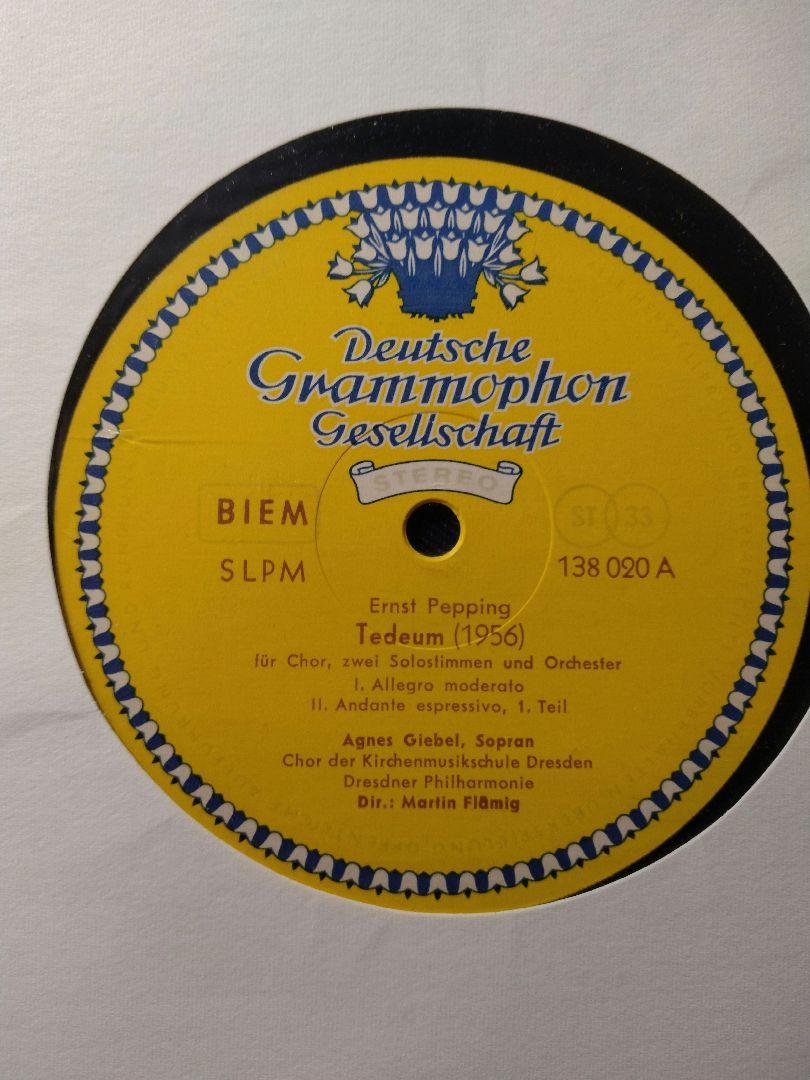 Deutsche
Grammophon
Gesellschaft
STEREO
BIEM
ST 33
SLPM
138 020 A
Ernst Pepping
Tedeum (1956)
für Chor, zwei Solostimmen und Orchester
I. Allegro moderato
II. Andante espressivo, 1. Teil
Agnes Giebel, Sopran
Chor der Kirchenmusikschule Dresden
Dresdner Philharmonie
Dir.: Martin Flämig